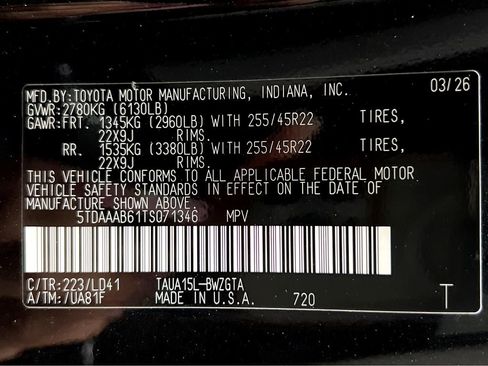 MFD.BY:TOYOTA MOTOR MANUFACTURING, INDIANA, INC. 03/26
GVWR:2780KG (6130LB)
GAWR:FRT. 1345KG (2960LB) WITH 255/45R22 TIRES,
22X9J RIMS.
RR. 1535KG (3380LB) WITH 255/45R22 TIRES,
22X9J RIMS.
THIS VEHICLE CONFORMS TO ALL APPLICABLE FEDERAL MOTOR
VEHICLE SAFETY STANDARDS IN EFFECT ON THE DATE OF
MANUFACTURE SHOWN ABOVE.
5TDAAAB61TS071346 MPV
C/TR:223/LD41 TAUA15L-BWZGTA
A/TM:/UA81F MADE IN U.S.A. 720 T